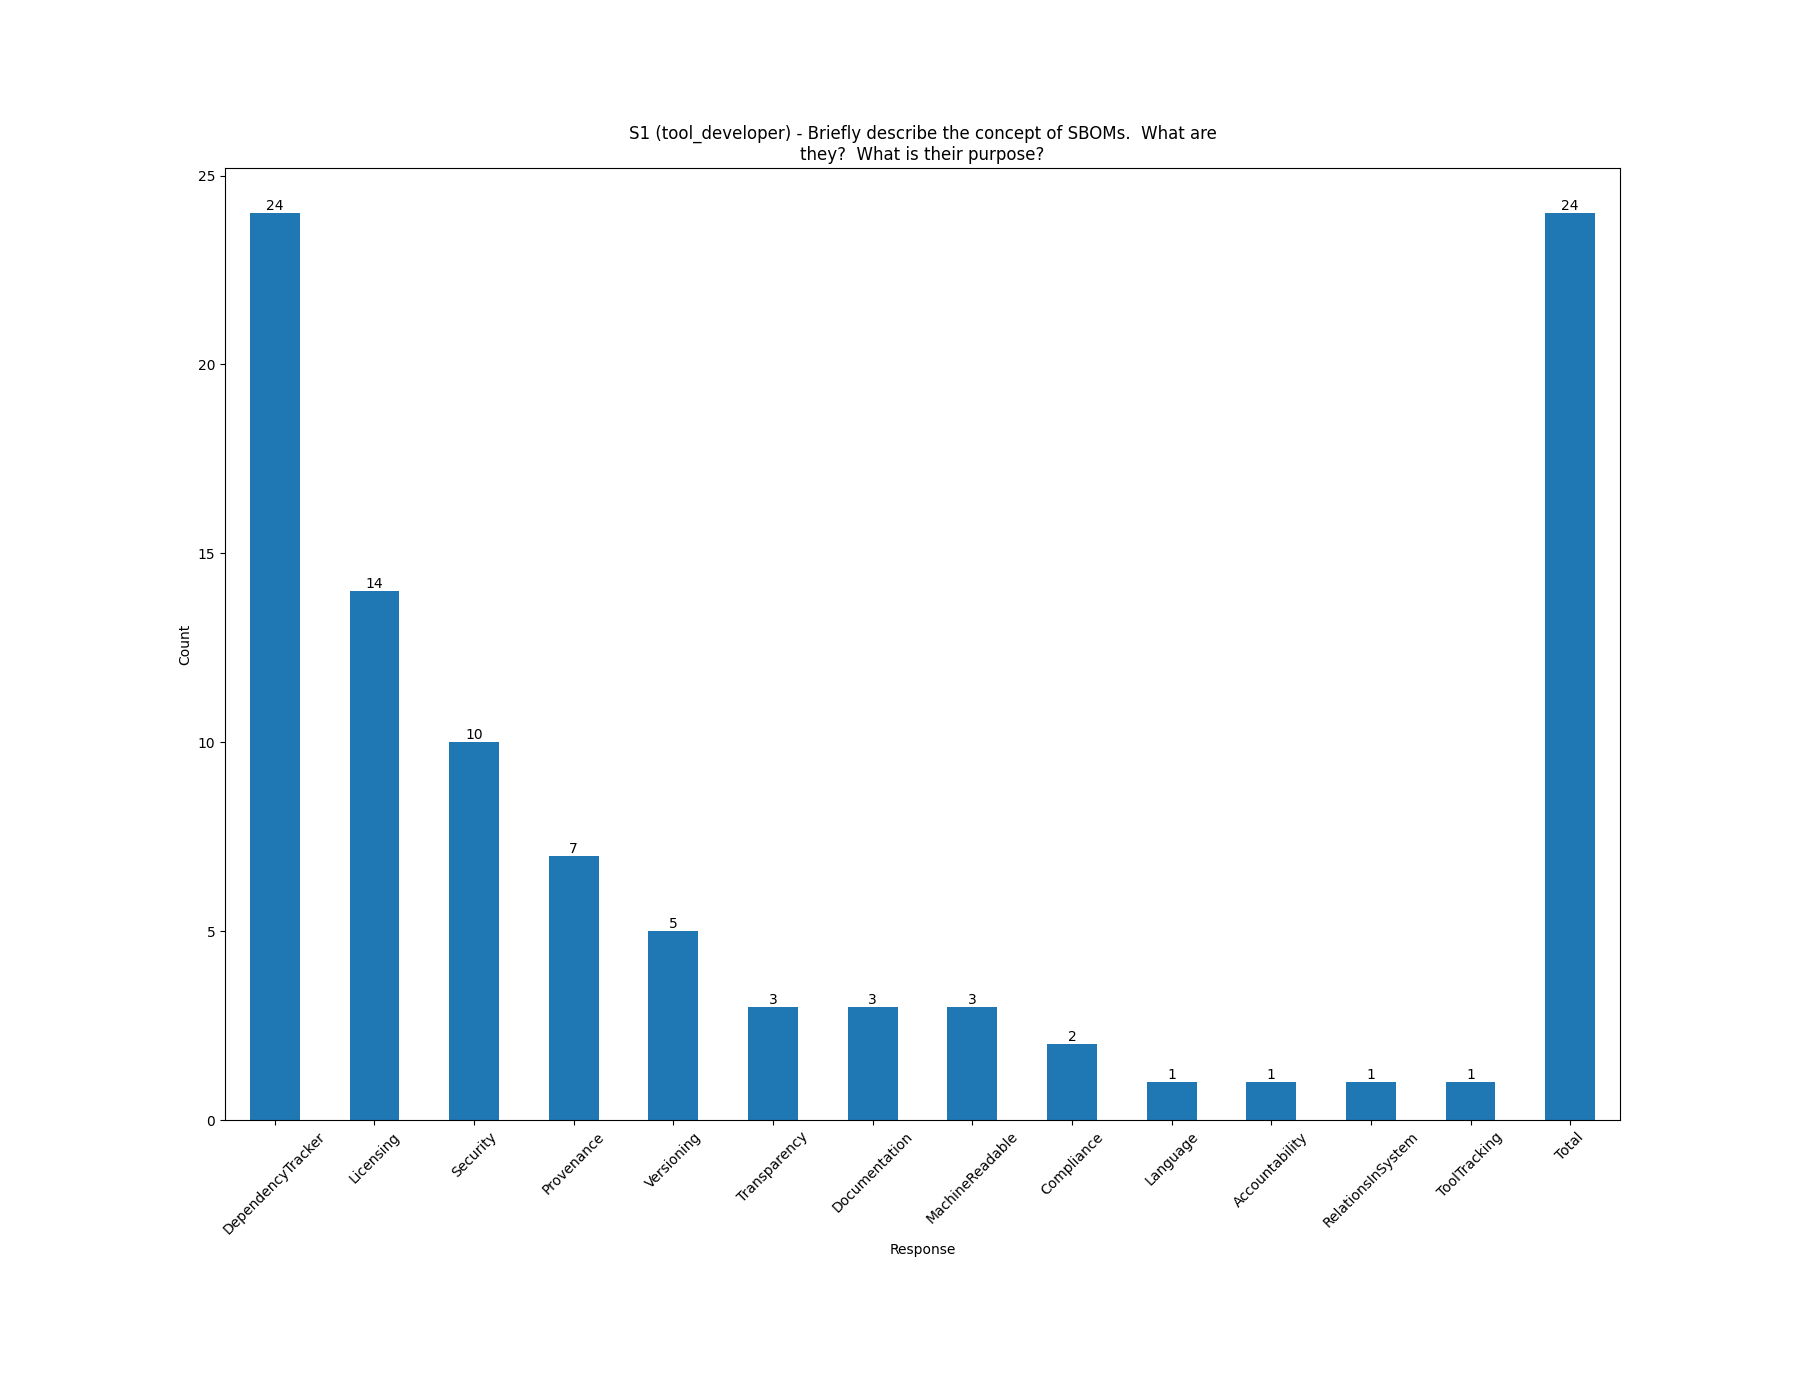 S1 (tool_developer) - Briefly describe the concept of SBOMs.  What are
they?  What is their purpose?
25
20
15
10
5
0
Count
24
14
10
7
5
3
3
3
2
1
1
1
1
24
DependencyTracker
Licensing
Security
Provenance
Versioning
Transparency
Documentation
MachineReadable
Compliance
Language
Accountability
RelationsInSystem
ToolTracking
Total
Response